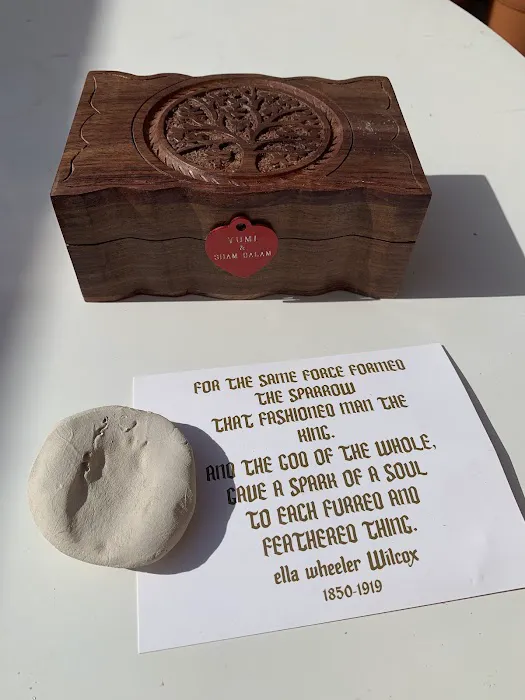 YUMI
&
SHAM BALAM
FOR THE SAME FORCE FORMED
THE SPARROW
THAT FASHIONED MAN THE
KING.
AND THE GOD OF THE WHOLE,
GAVE A SPARK OF A SOUL
TO EACH FURRED AND
FEATHERED THING.
ella wheeler Wilcox
1850-1919